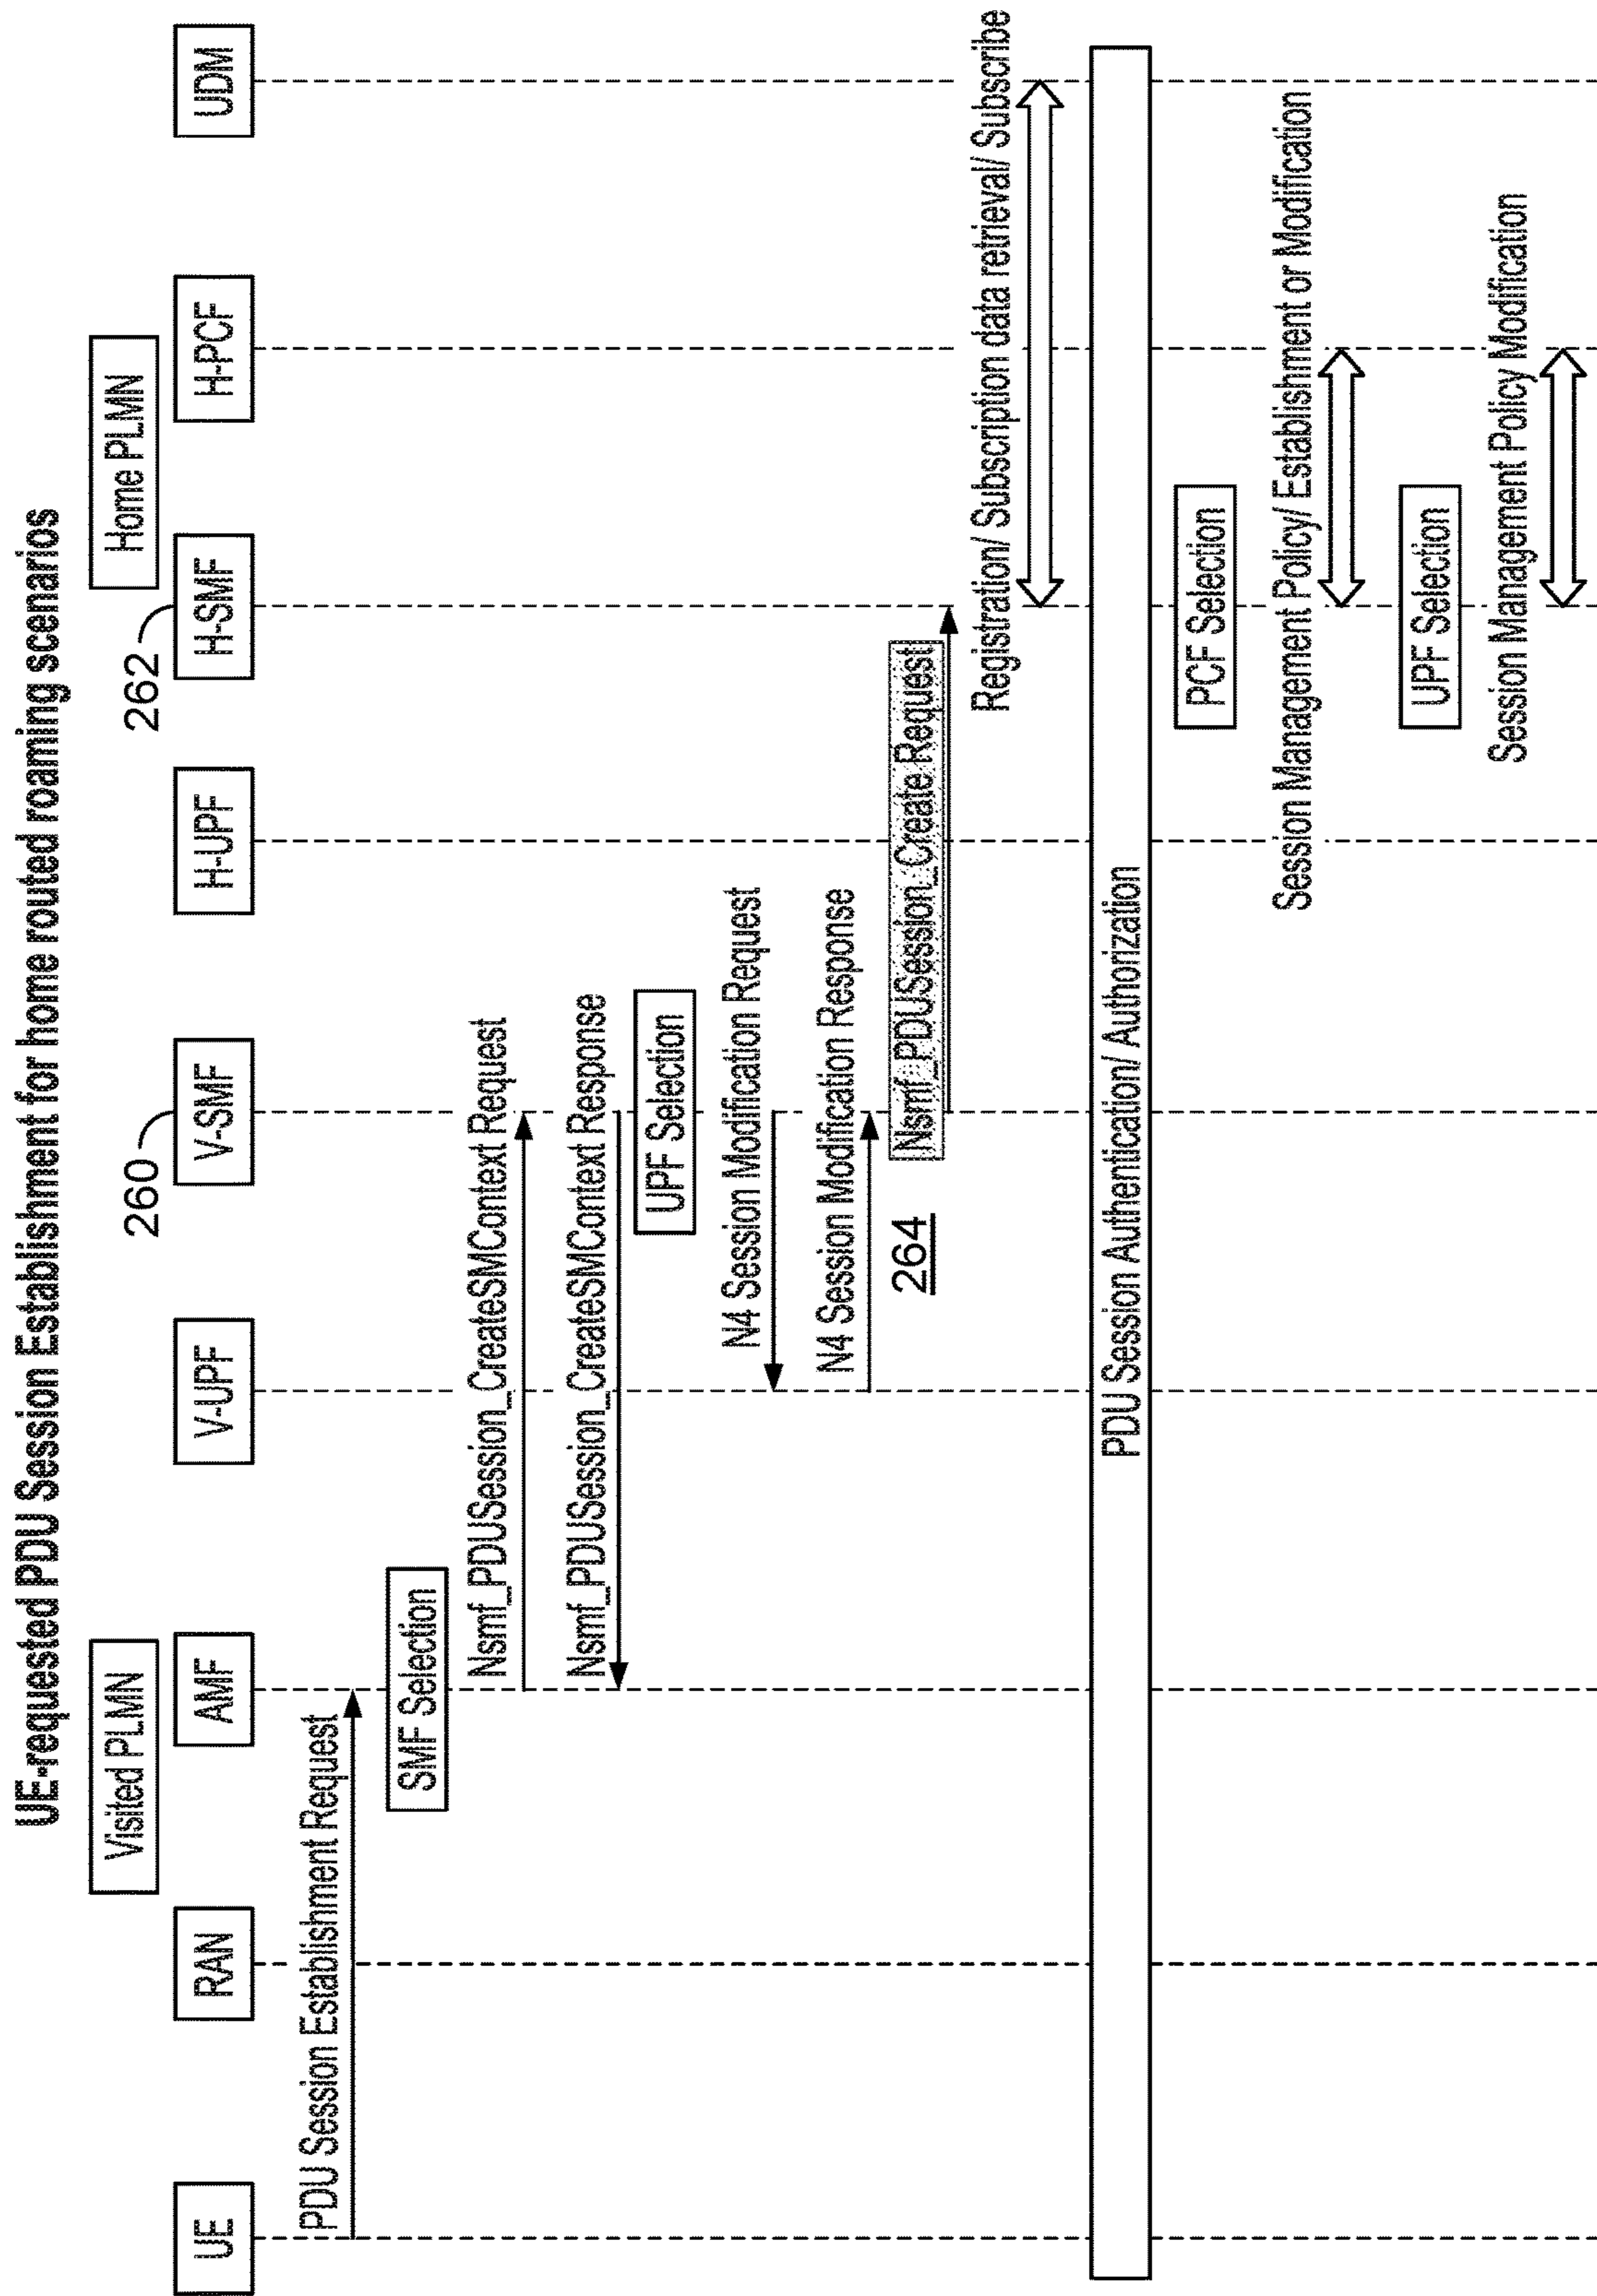 UE-requested PDU Session Establishment for home routed roaming scenarios
Visited PLMN
Home PLMN
260
262
UE
RAN
AMF
V-UPF
V-SMF
H-UPF
H-SMF
H-PCF
UDM
PDU Session Establishment Request
SMF Selection
Nsmf_PDUSession_CreateSMContext Request
Nsmf_PDUSession_CreateSMContext Response
UPF Selection
N4 Session Modification Request
N4 Session Modification Response
264
Nsmf_PDUSession_Create Request
Registration/ Subscription data retrieval/ Subscribe
PDU Session Authentication/ Authorization
PCF Selection
Session Management Policy/ Establishment or Modification
UPF Selection
Session Management Policy Modification